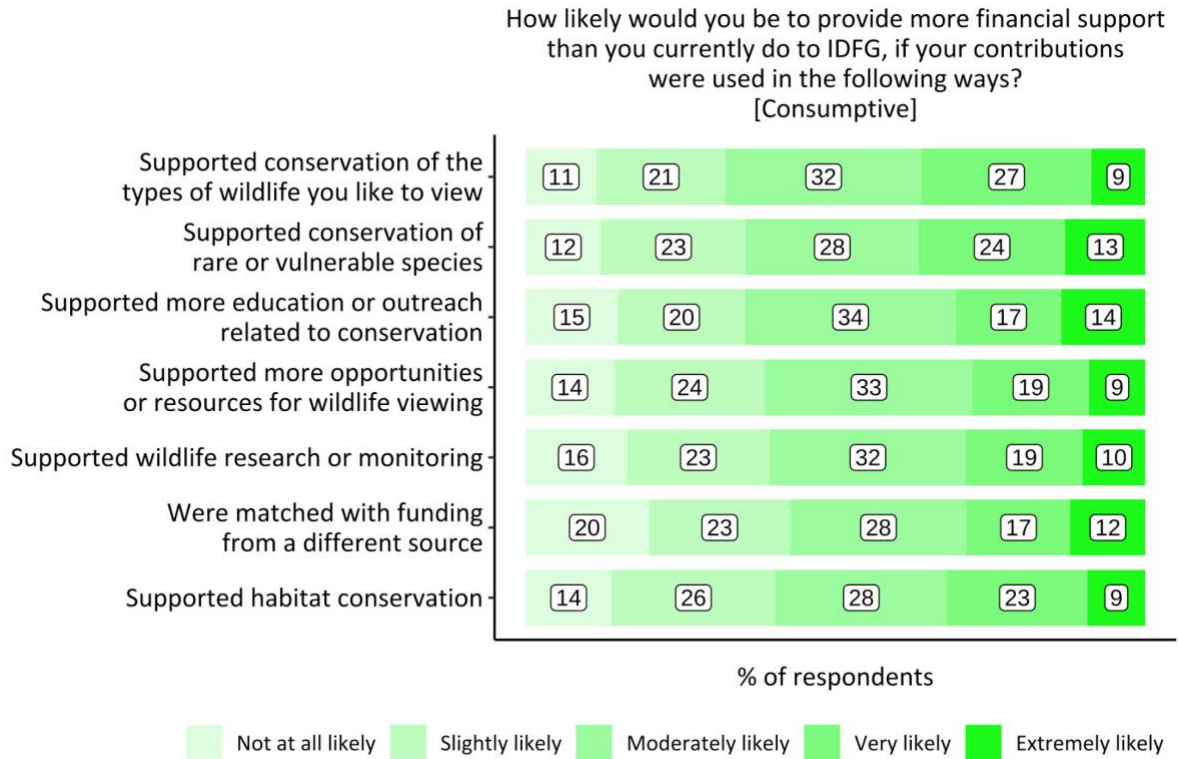 How likely would you be to provide more financial support
than you currently do to IDFG, if your contributions
were used in the following ways?
[Consumptive]
Supported conservation of the
types of wildlife you like to view
11 21 32 27 9
Supported conservation of
rare or vulnerable species
12 23 28 24 13
Supported more education or outreach
related to conservation
15 20 34 17 14
Supported more opportunities
or resources for wildlife viewing
14 24 33 19 9
Supported wildlife research or monitoring
16 23 32 19 10
Were matched with funding
from a different source
20 23 28 17 12
Supported habitat conservation
14 26 28 23 9
% of respondents
Not at all likely Slightly likely Moderately likely Very likely Extremely likely